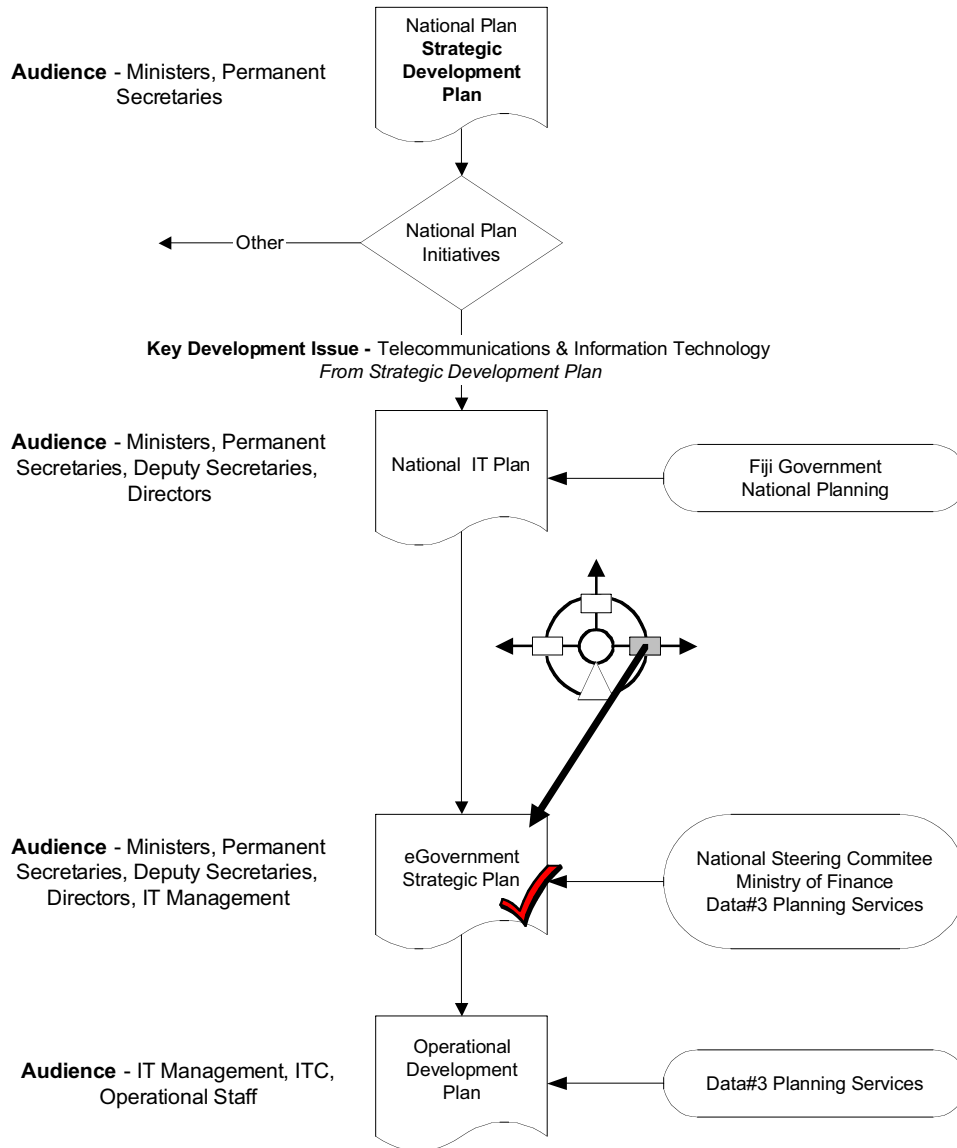 National Plan
Strategic
Development
Plan
Audience - Ministers, Permanent
Secretaries
National Plan
Initiatives
Other
Key Development Issue - Telecommunications & Information Technology
From Strategic Development Plan
Audience - Ministers, Permanent
Secretaries, Deputy Secretaries,
Directors
National IT Plan
Fiji Government
National Planning
Audience - Ministers, Permanent
Secretaries, Deputy Secretaries,
Directors, IT Management
eGovernment
Strategic Plan
National Steering Commitee
Ministry of Finance
Data#3 Planning Services
Audience - IT Management, ITC,
Operational Staff
Operational
Development
Plan
Data#3 Planning Services